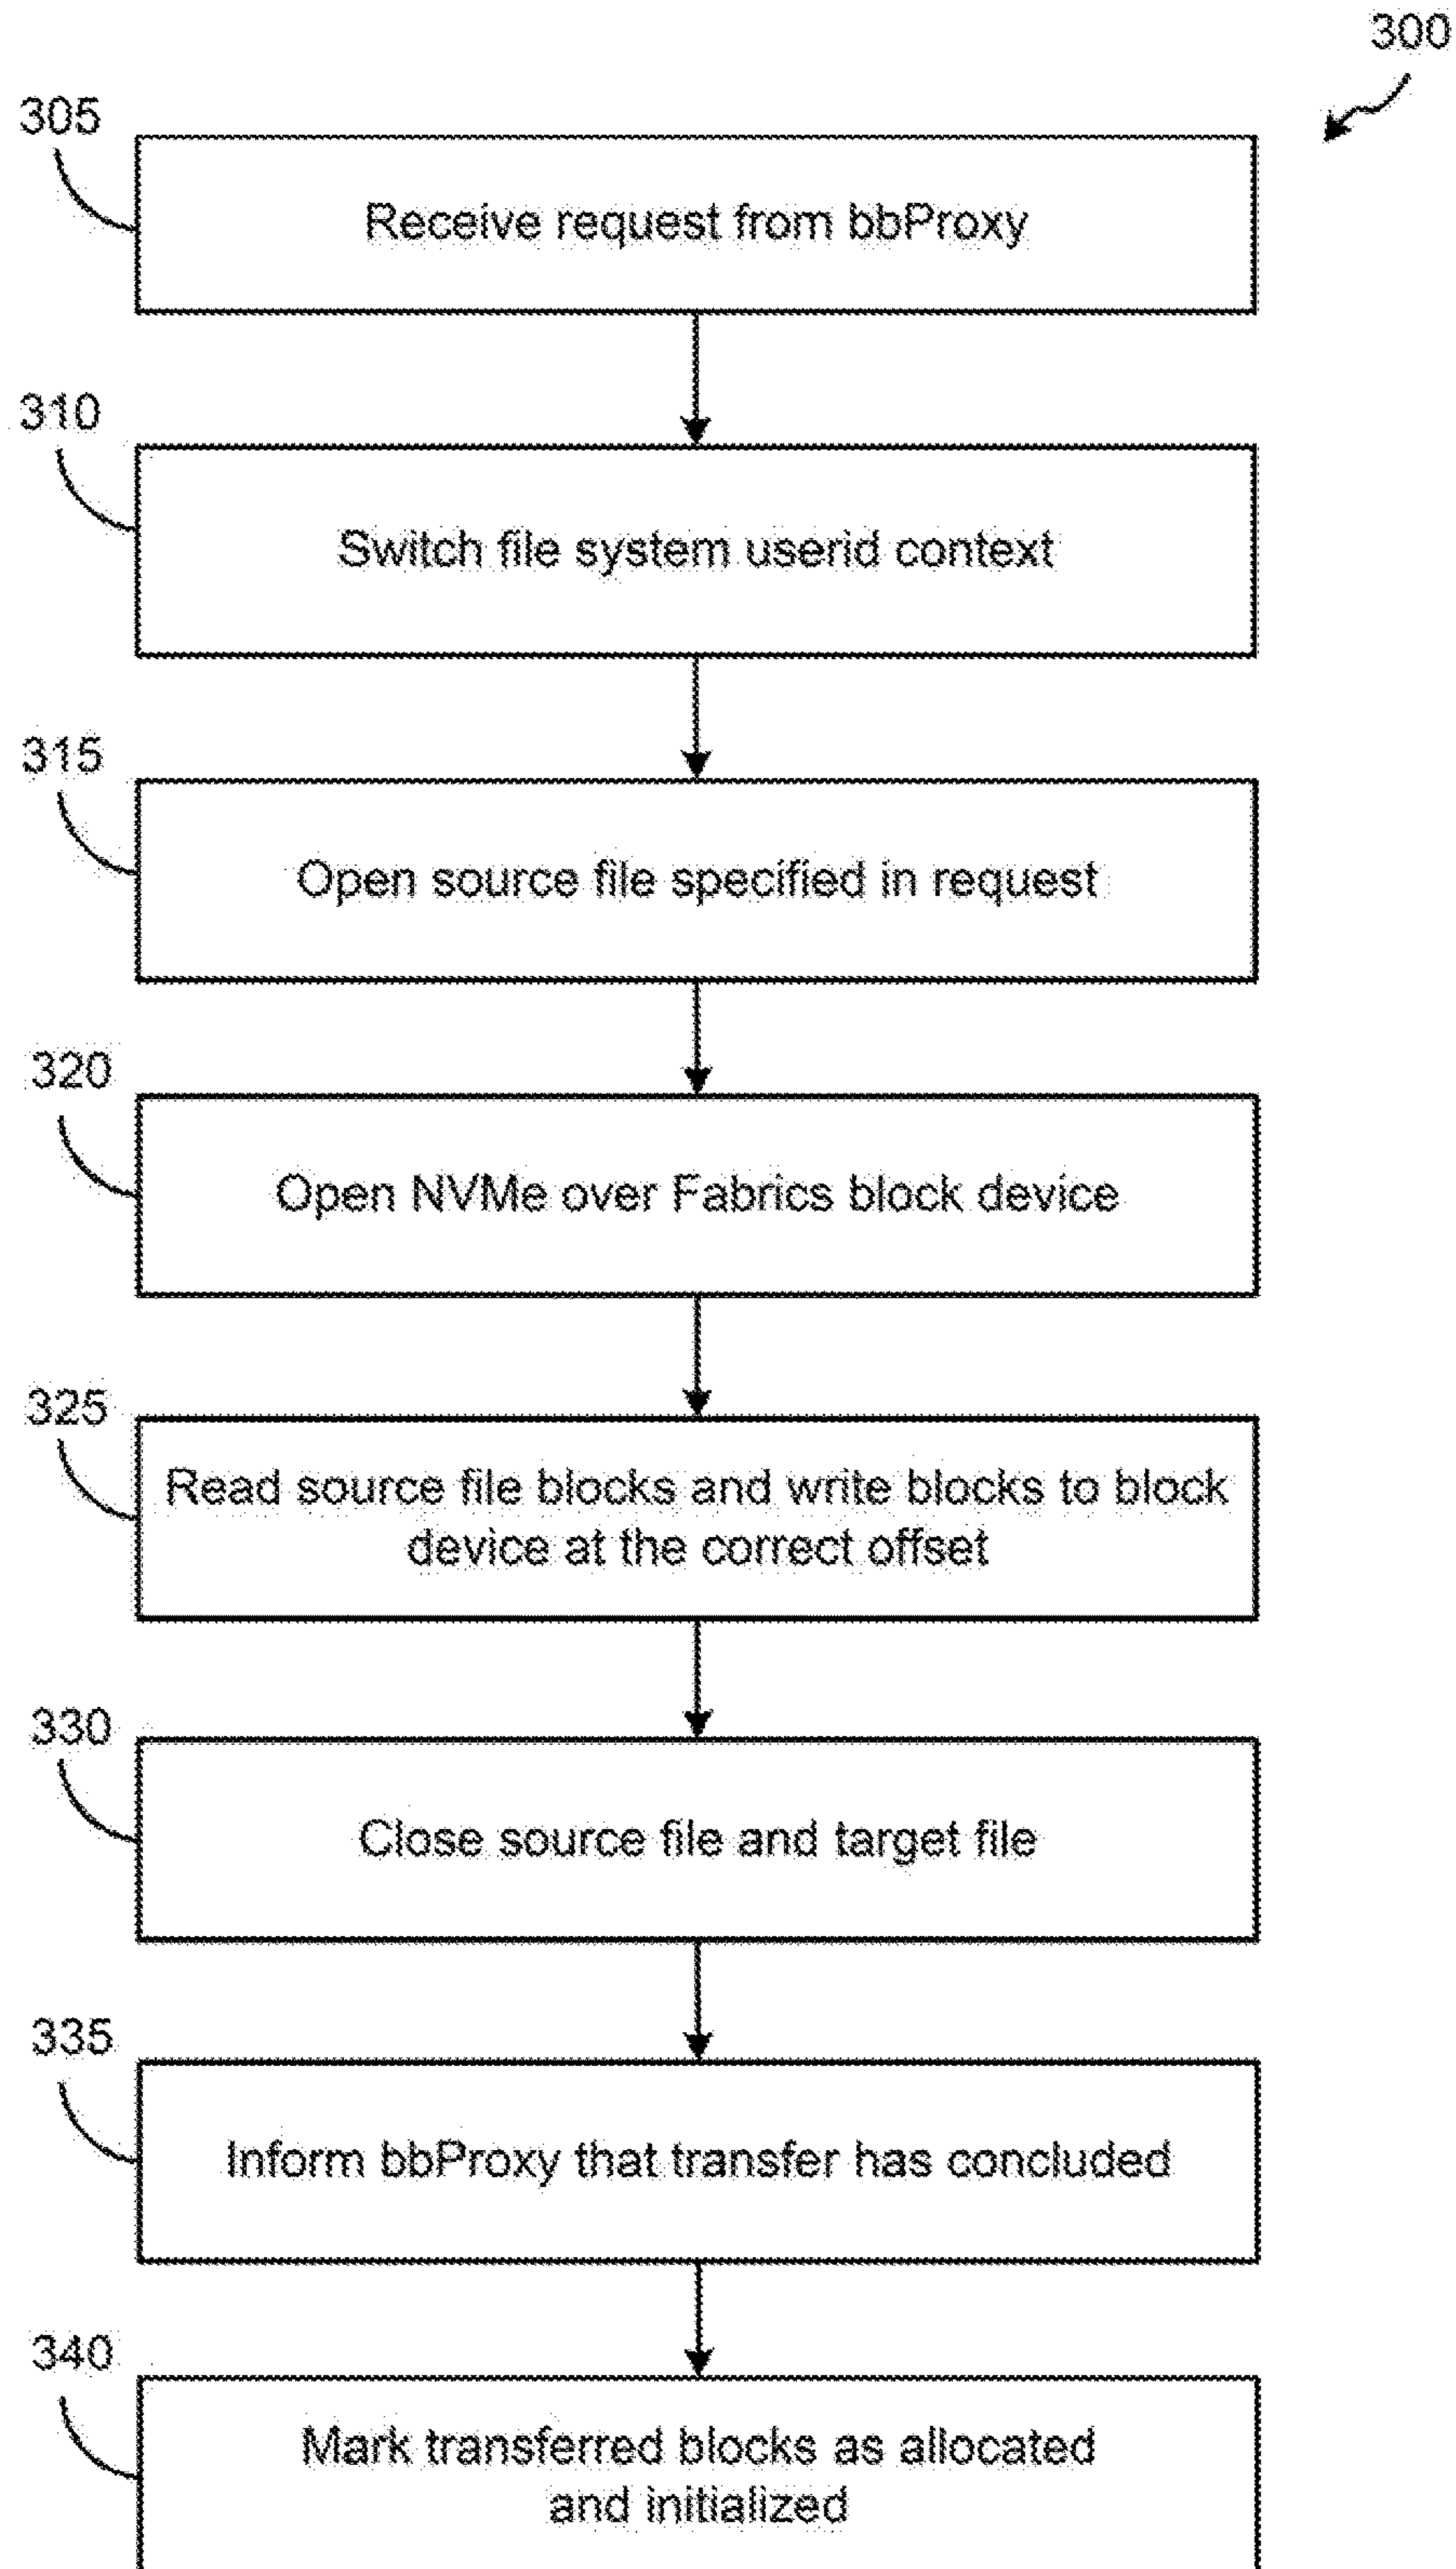 300
305
Receive request from bbProxy
310
Switch file system userid context
315
Open source file specified in request
320
Open NVMe over Fabrics block device
325
Read source file blocks and write blocks to block
device at the correct offset
330
Close source file and target file
335
Inform bbProxy that transfer has concluded
340
Mark transferred blocks as allocated
and initialized